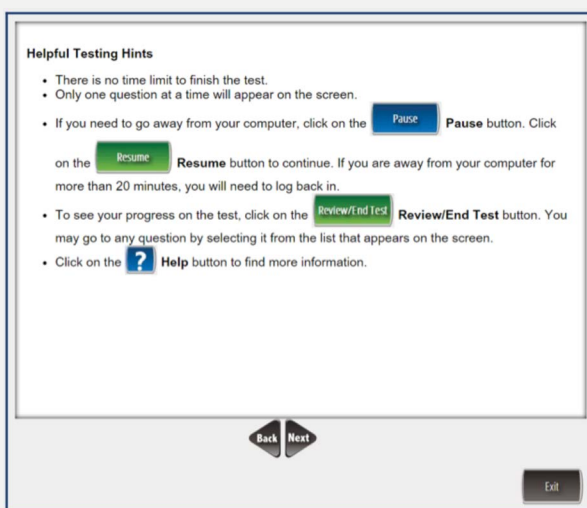 Helpful Testing Hints
• There is no time limit to finish the test.
• Only one question at a time will appear on the screen.
• If you need to go away from your computer, click on the Pause Pause button. Click
on the Resume Resume button to continue. If you are away from your computer for
more than 20 minutes, you will need to log back in.
• To see your progress on the test, click on the Review/End Test Review/End Test button. You
may go to any question by selecting it from the list that appears on the screen.
• Click on the ? Help button to find more information.
Back Next
Exit